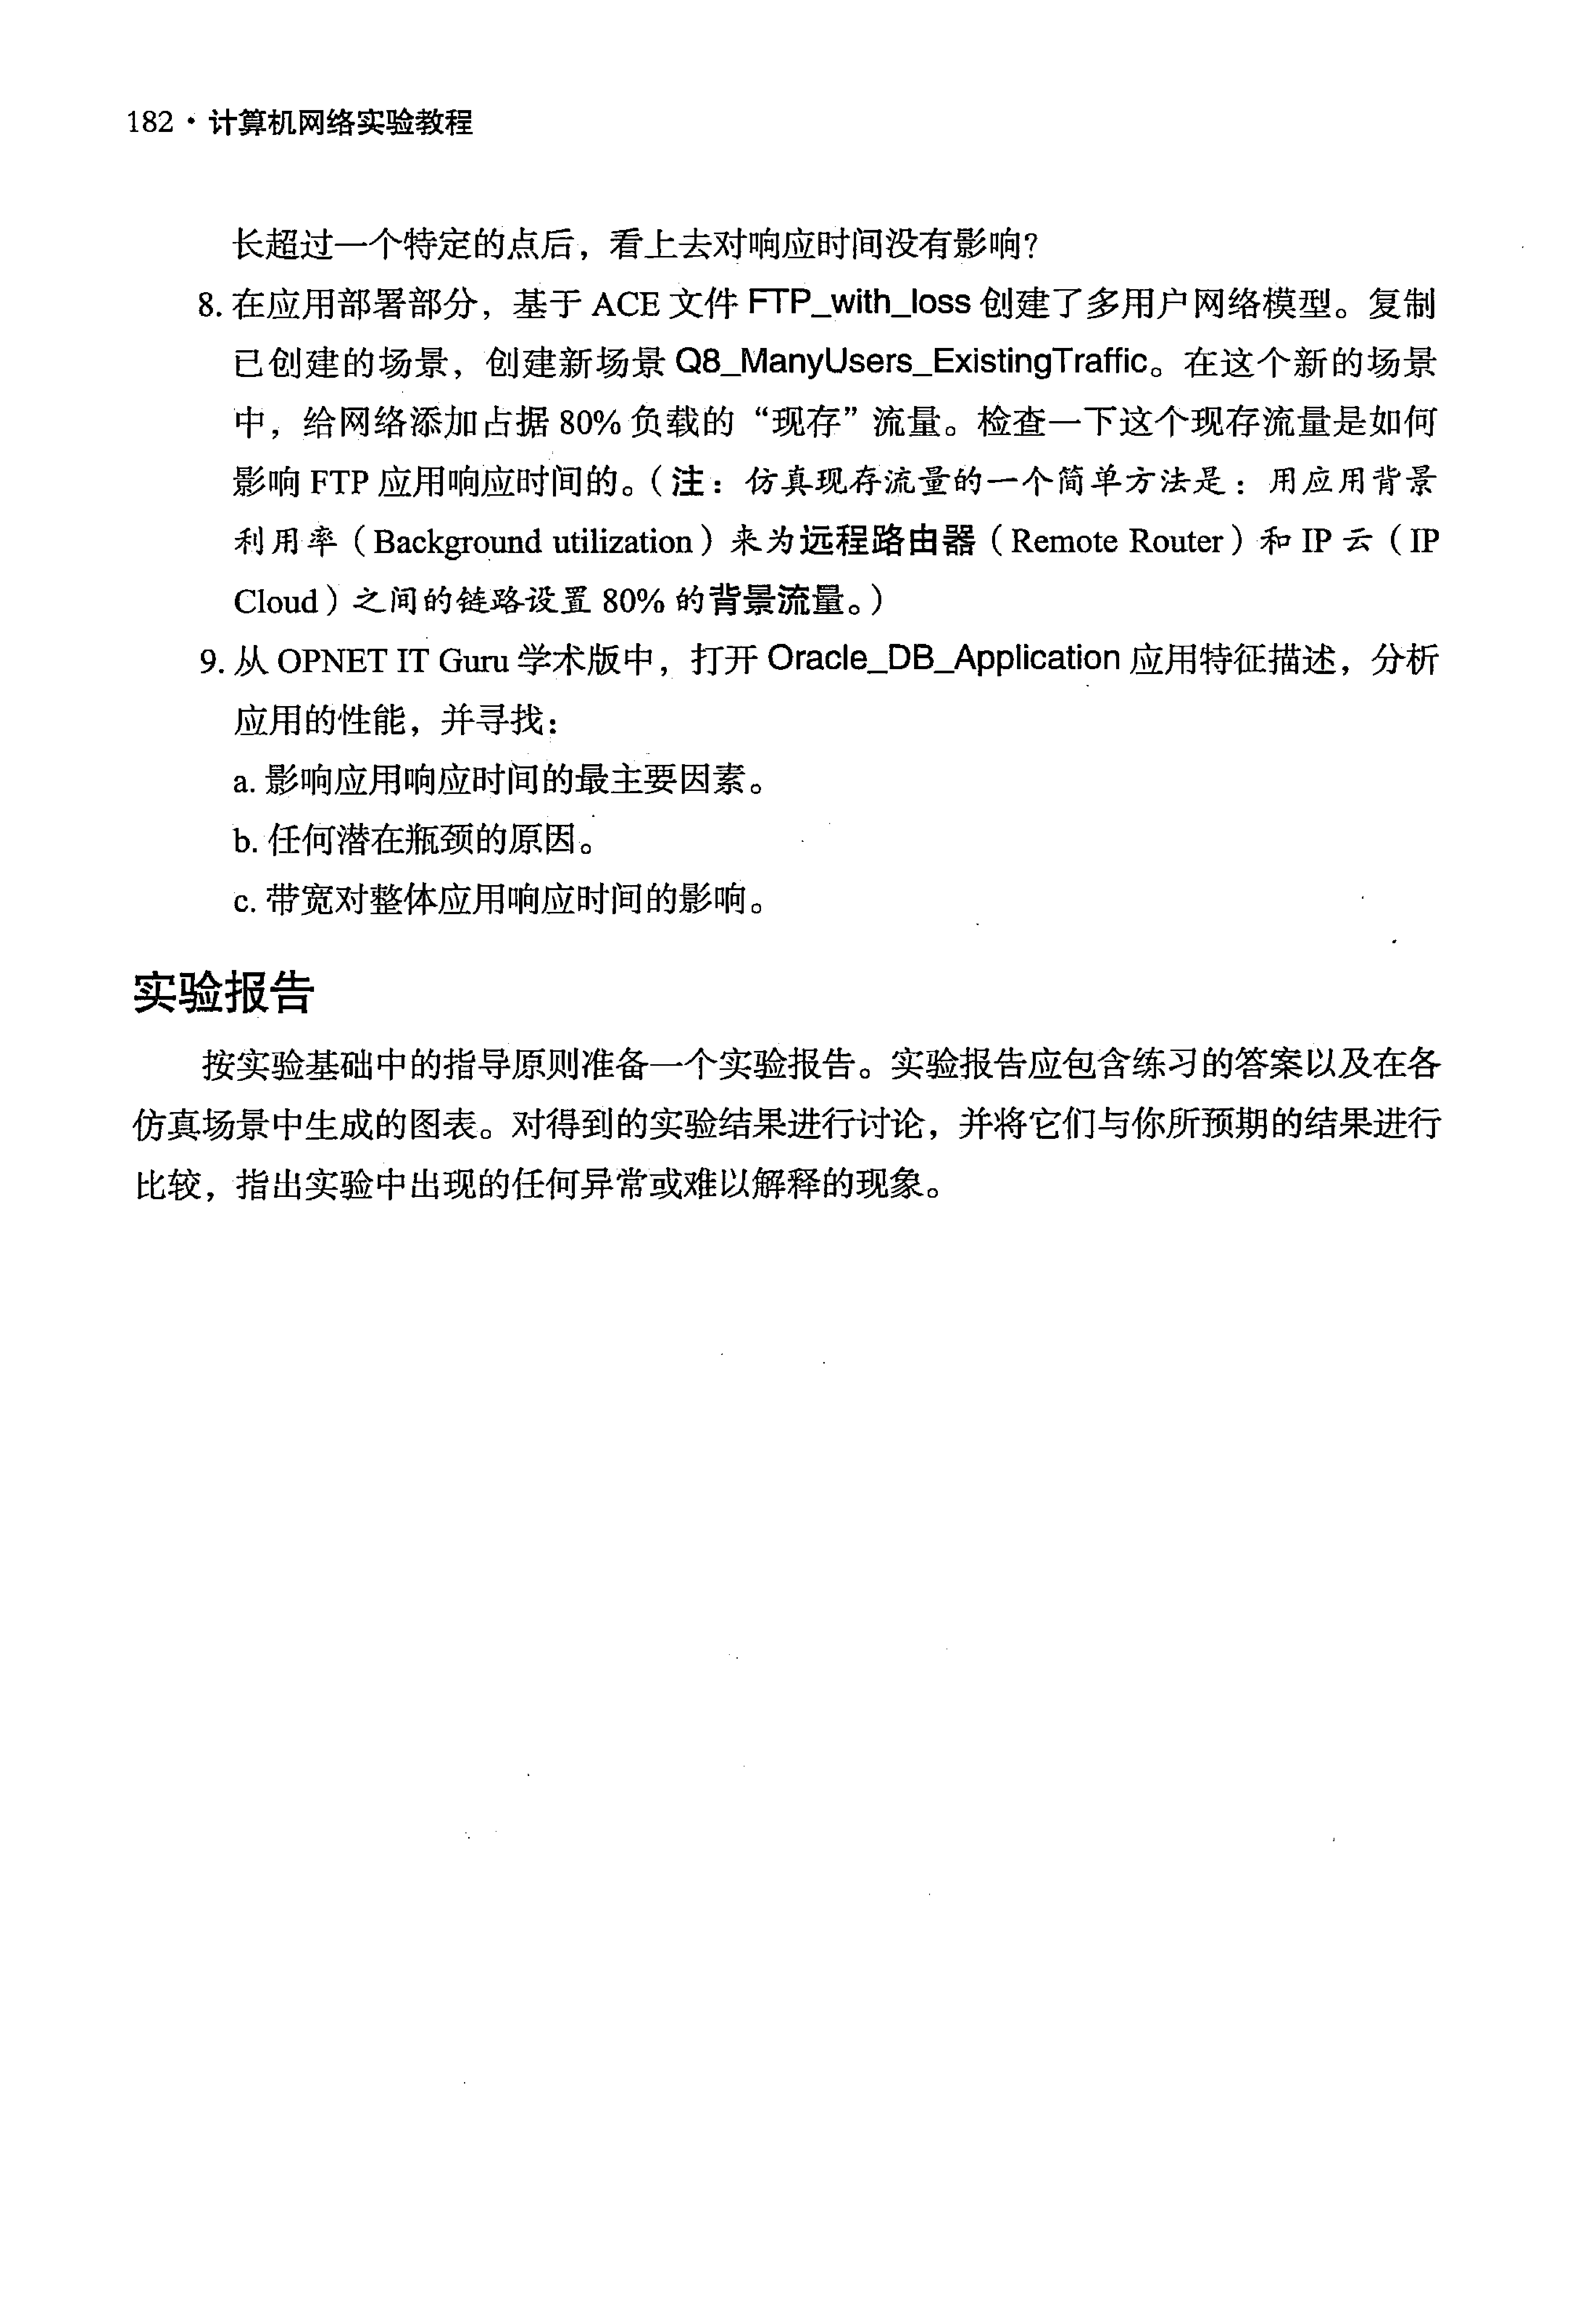 182 · 计算机网络实验教程
长超过一个特定的点后，看上去对响应时间没有影响?
8. 在应用部署部分，基于 ACE 文件 FTP_with_loss 创建了多用户网络模型。复制
已创建的场景，创建新场景 Q8_ManyUsers_ExistingTraffic。在这个新的场景
中，给网络添加占据 80% 负载的“现存”流量。检查一下这个现存流量是如何
影响 FTP 应用响应时间的。（注：仿真现存流量的一个简单方法是：用应用背景
利用率（Background utilization）来为远程路由器（Remote Router）和 IP 云（IP
Cloud）之间的链路设置 80% 的背景流量。）
9. 从 OPNET IT Guru 学术版中，打开 Oracle_DB_Application 应用特征描述，分析
应用的性能，并寻找：
a. 影响应用响应时间的最主要因素。
b. 任何潜在瓶颈的原因。
c. 带宽对整体应用响应时间的影响。
实验报告
按实验基础中的指导原则准备一个实验报告。实验报告应包含练习的答案以及在各
仿真场景中生成的图表。对得到的实验结果进行讨论，并将它们与你所预期的结果进行
比较，指出实验中出现的任何异常或难以解释的现象。